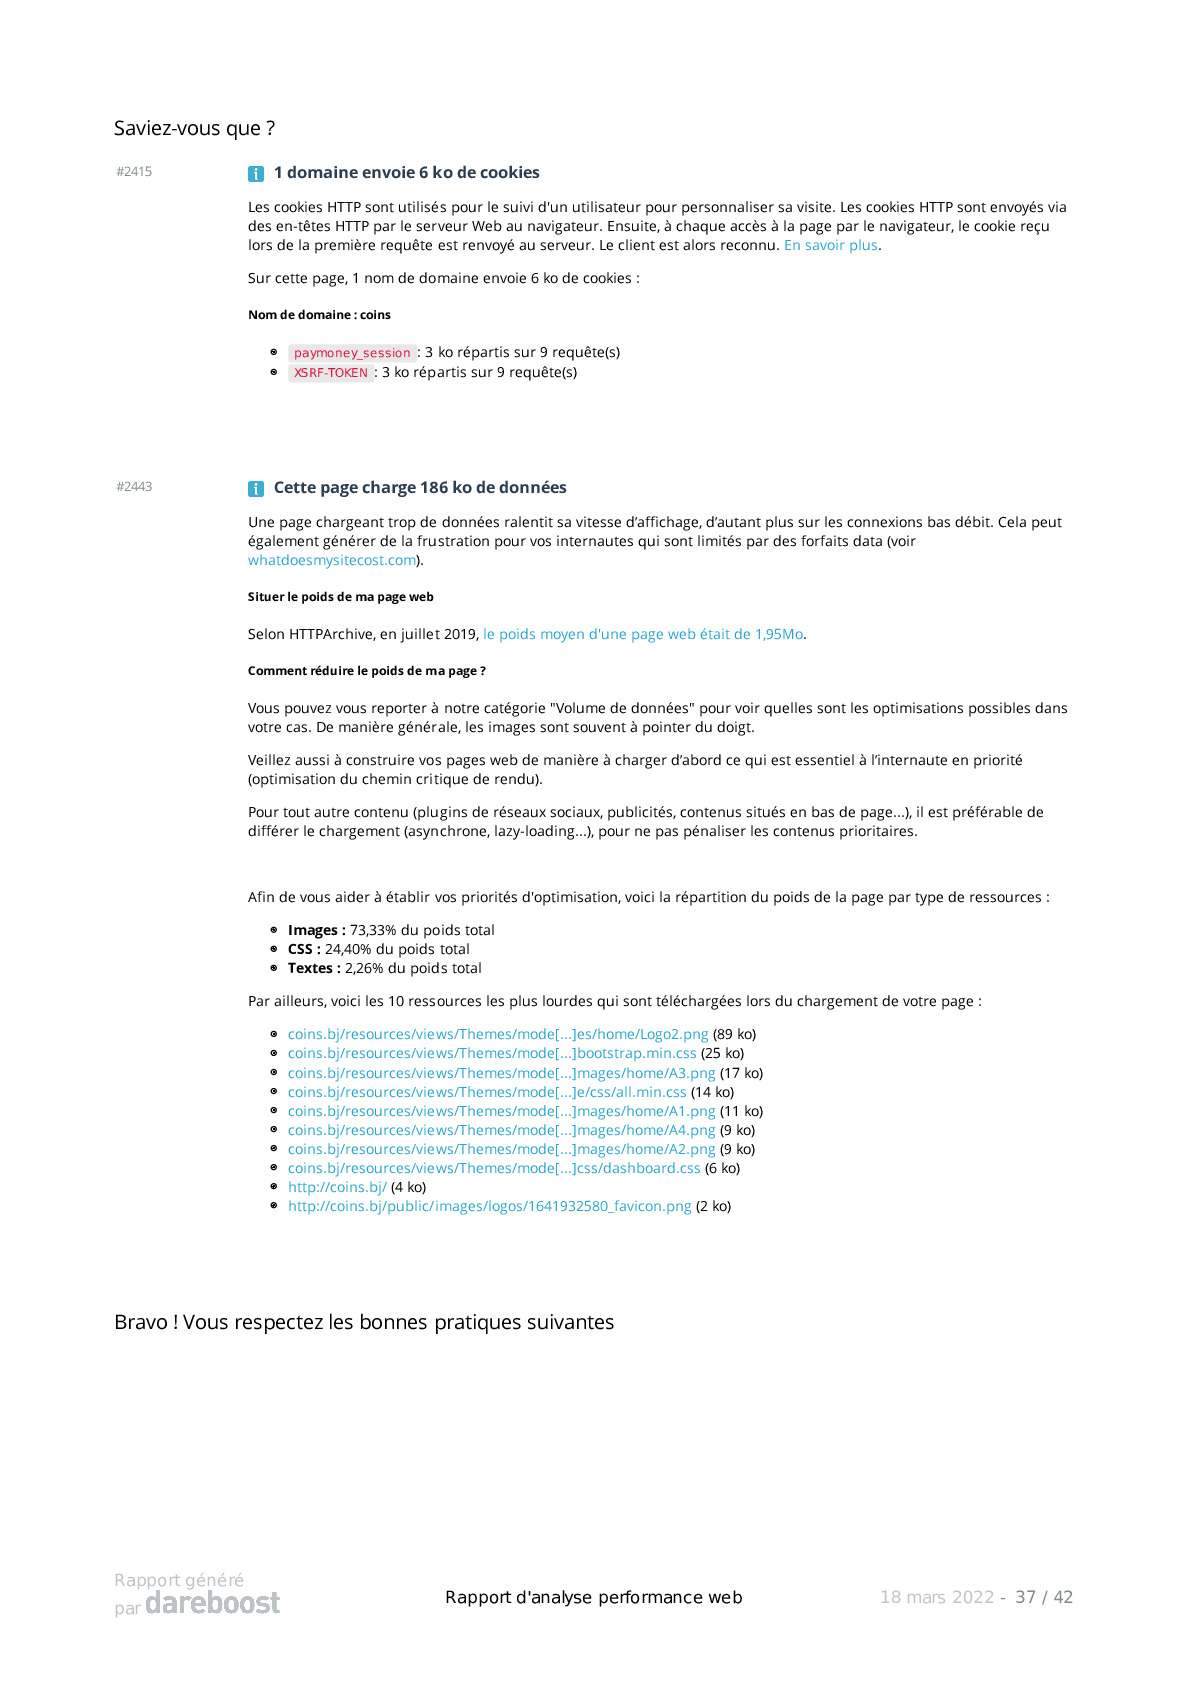 Saviez-vous que ?
#2415
1 domaine envoie 6 ko de cookies
Les cookies HTTP sont utilisés pour le suivi d'un utilisateur pour personnaliser sa visite. Les cookies HTTP sont envoyés via
des en-têtes HTTP par le serveur Web au navigateur. Ensuite, à chaque accès à la page par le navigateur, le cookie reçu
lors de la première requête est renvoyé au serveur. Le client est alors reconnu. En savoir plus.
Sur cette page, 1 nom de domaine envoie 6 ko de cookies :
Nom de domaine : coins
paymoney_session : 3 ko répartis sur 9 requête(s)
XSRF-TOKEN : 3 ko répartis sur 9 requête(s)
#2443
Cette page charge 186 ko de données
Une page chargeant trop de données ralentit sa vitesse d’affichage, d’autant plus sur les connexions bas débit. Cela peut
également générer de la frustration pour vos internautes qui sont limités par des forfaits data (voir
whatdoesmysitecost.com).
Situer le poids de ma page web
Selon HTTPArchive, en juillet 2019, le poids moyen d'une page web était de 1,95Mo.
Comment réduire le poids de ma page ?
Vous pouvez vous reporter à notre catégorie "Volume de données" pour voir quelles sont les optimisations possibles dans
votre cas. De manière générale, les images sont souvent à pointer du doigt.
Veillez aussi à construire vos pages web de manière à charger d’abord ce qui est essentiel à l’internaute en priorité
(optimisation du chemin critique de rendu).
Pour tout autre contenu (plugins de réseaux sociaux, publicités, contenus situés en bas de page...), il est préférable de
différer le chargement (asynchrone, lazy-loading...), pour ne pas pénaliser les contenus prioritaires.
Afin de vous aider à établir vos priorités d'optimisation, voici la répartition du poids de la page par type de ressources :
Images : 73,33% du poids total
CSS : 24,40% du poids total
Textes : 2,26% du poids total
Par ailleurs, voici les 10 ressources les plus lourdes qui sont téléchargées lors du chargement de votre page :
coins.bj/resources/views/Themes/mode[...]es/home/Logo2.png (89 ko)
coins.bj/resources/views/Themes/mode[...]bootstrap.min.css (25 ko)
coins.bj/resources/views/Themes/mode[...]mages/home/A3.png (17 ko)
coins.bj/resources/views/Themes/mode[...]e/css/all.min.css (14 ko)
coins.bj/resources/views/Themes/mode[...]mages/home/A1.png (11 ko)
coins.bj/resources/views/Themes/mode[...]mages/home/A4.png (9 ko)
coins.bj/resources/views/Themes/mode[...]mages/home/A2.png (9 ko)
coins.bj/resources/views/Themes/mode[...]css/dashboard.css (6 ko)
http://coins.bj/ (4 ko)
http://coins.bj/public/images/logos/1641932580_favicon.png (2 ko)
Bravo ! Vous respectez les bonnes pratiques suivantes
Rapport généré
par dareboost
Rapport d'analyse performance web
18 mars 2022 - 37 / 42